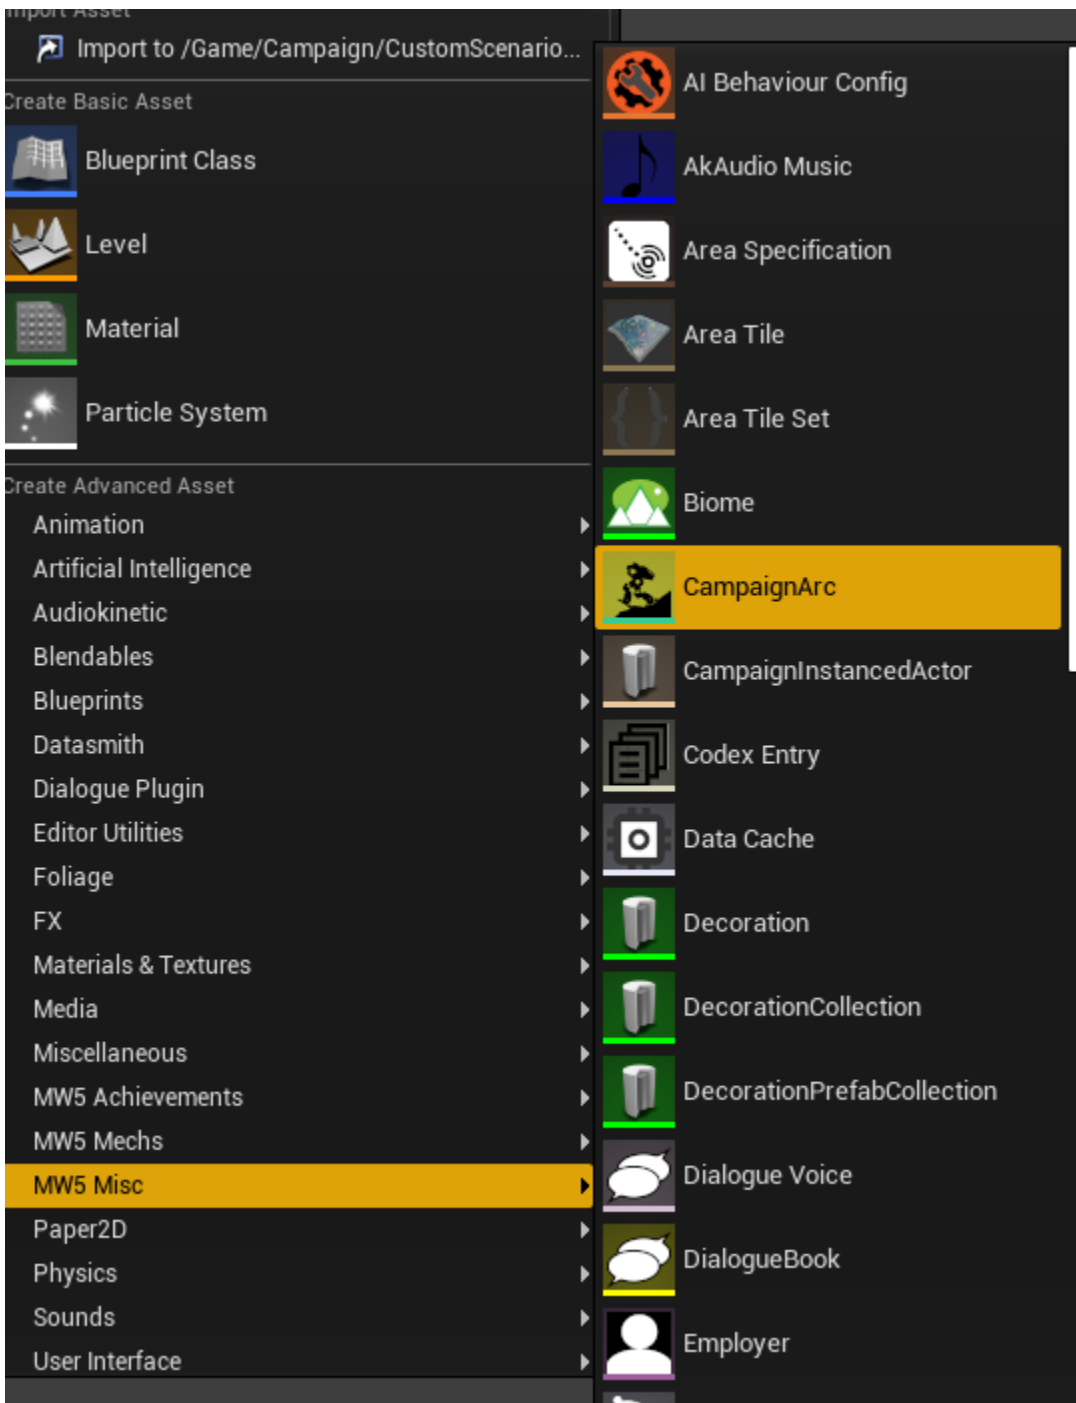 Import Asset
Import to /Game/Campaign/CustomScenario...
Create Basic Asset
Blueprint Class
Level
Material
Particle System
Create Advanced Asset
Animation
Artificial Intelligence
Audiokinetic
Blendables
Blueprints
Datasmith
Dialogue Plugin
Editor Utilities
Foliage
FX
Materials & Textures
Media
Miscellaneous
MW5 Achievements
MW5 Mechs
MW5 Misc
Paper2D
Physics
Sounds
User Interface
AI Behaviour Config
AkAudio Music
Area Specification
Area Tile
Area Tile Set
Biome
CampaignArc
CampaignInstancedActor
Codex Entry
Data Cache
Decoration
DecorationCollection
DecorationPrefabCollection
Dialogue Voice
DialogueBook
Employer